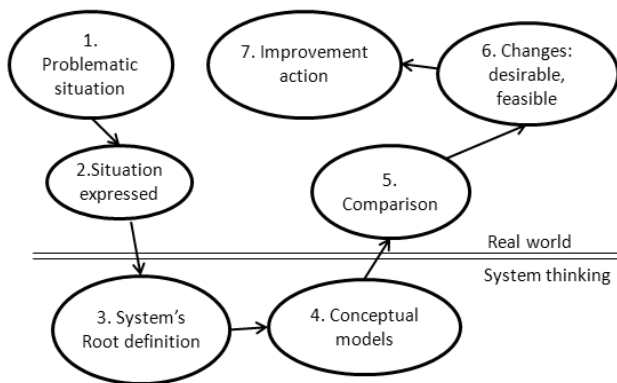 1.
Problematic
situation
2.Situation
expressed
3. System’s
Root definition
4. Conceptual
models
5.
Comparison
6. Changes:
desirable,
feasible
7. Improvement
action
Real world
System thinking